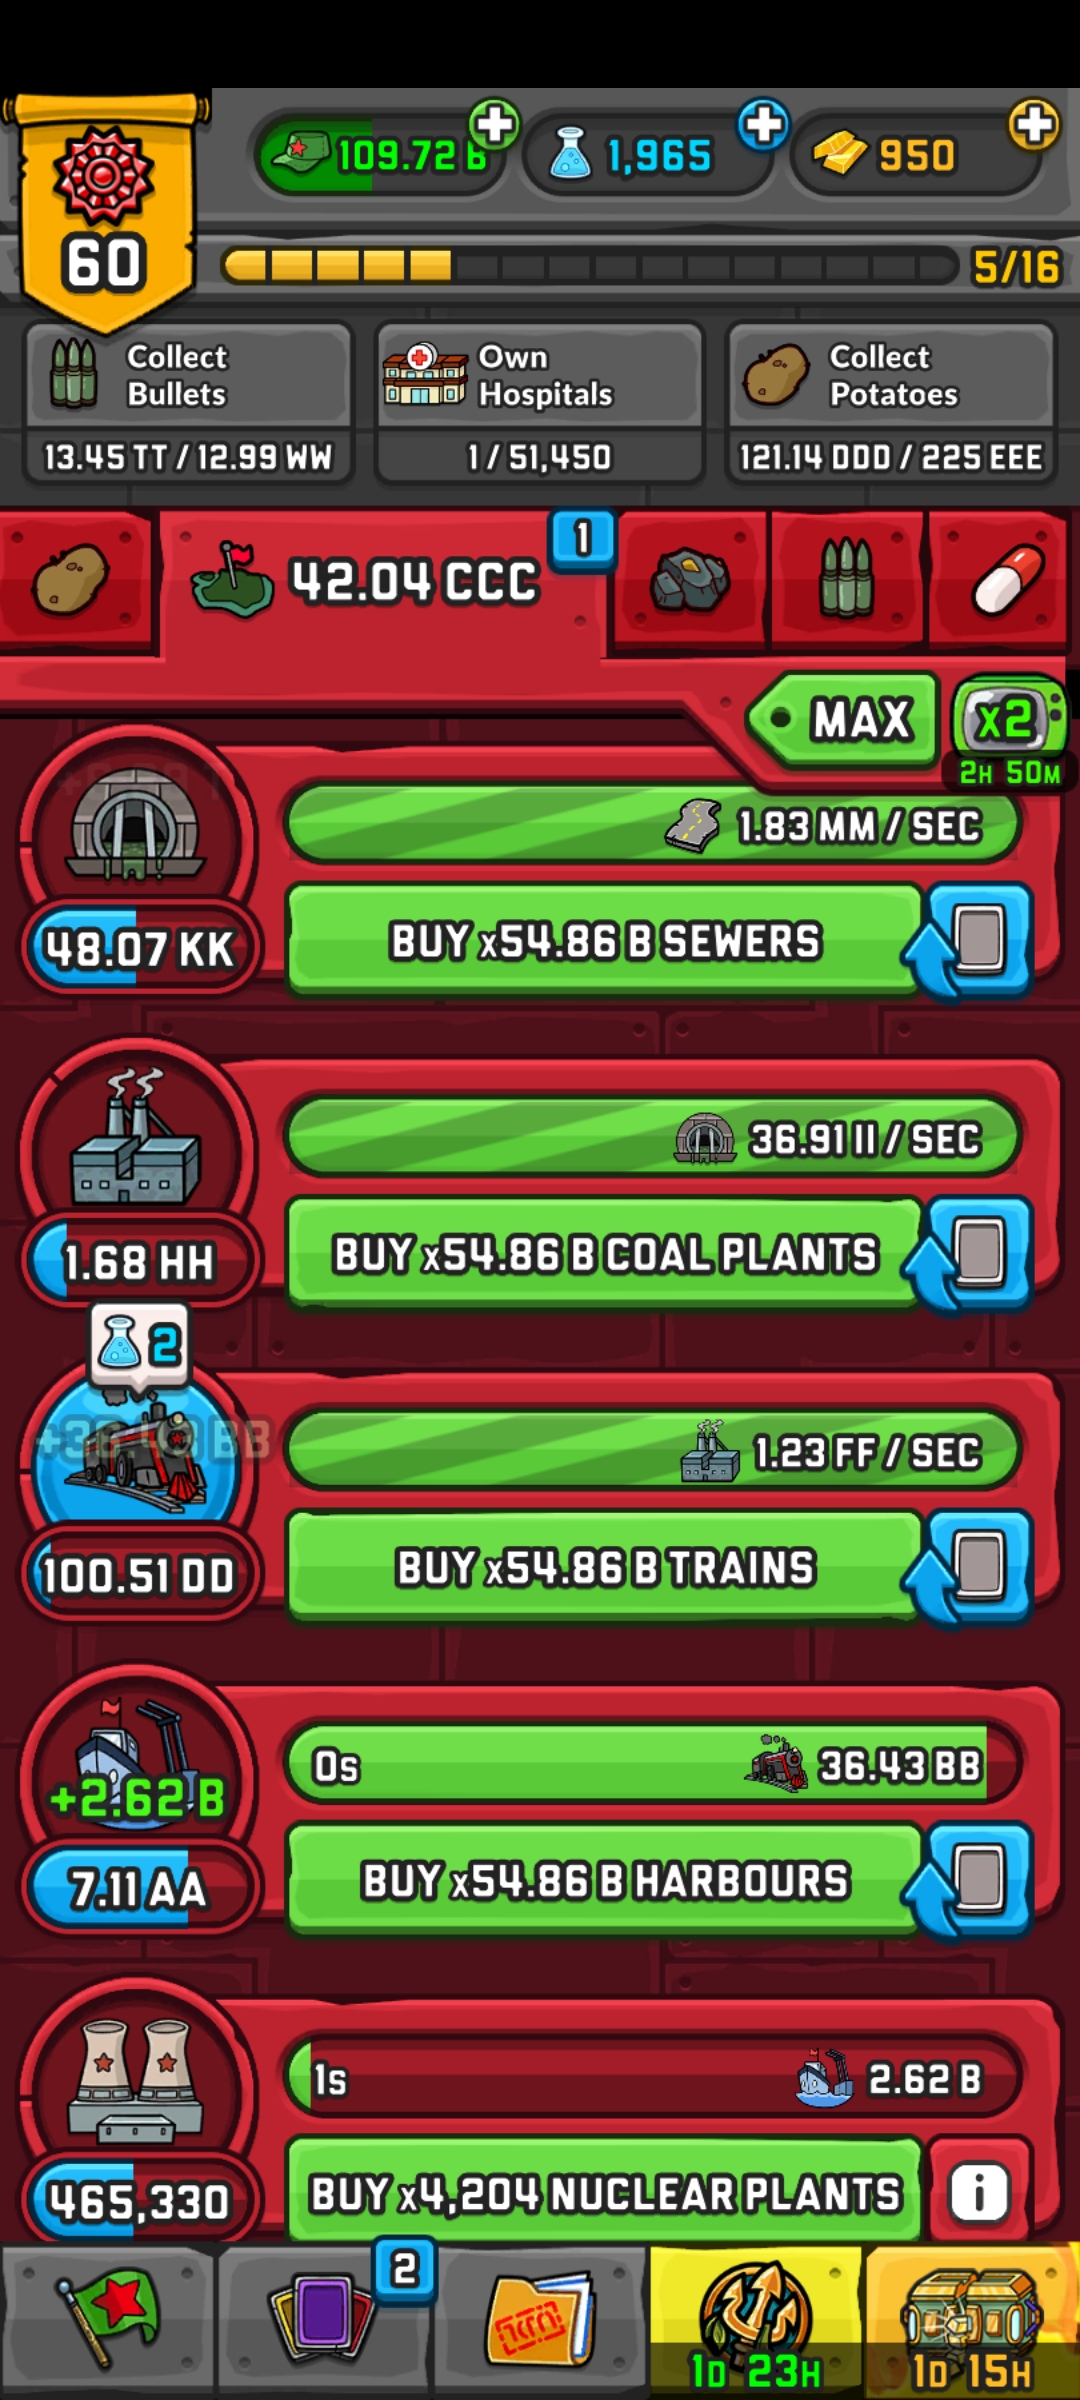 60
109.72 B
1,965
950
5/16
Collect
Bullets
13.45 TT / 12.99 WW
Own
Hospitals
1 / 51,450
Collect
Potatoes
121.14 DDD / 225 EEE
42.04 CCC
1
MAX
x2
2H 50M
1.83 MM / SEC
48.07 KK
BUY x54.86 B SEWERS
36.91 II / SEC
1.68 HH
BUY x54.86 B COAL PLANTS
2
1.23 FF / SEC
100.51 DD
BUY x54.86 B TRAINS
+2.62 B
0s
36.43 BB
7.11 AA
BUY x54.86 B HARBOURS
1s
2.62 B
465,330
BUY x4,204 NUCLEAR PLANTS
i
2
1D 23H
1D 15H